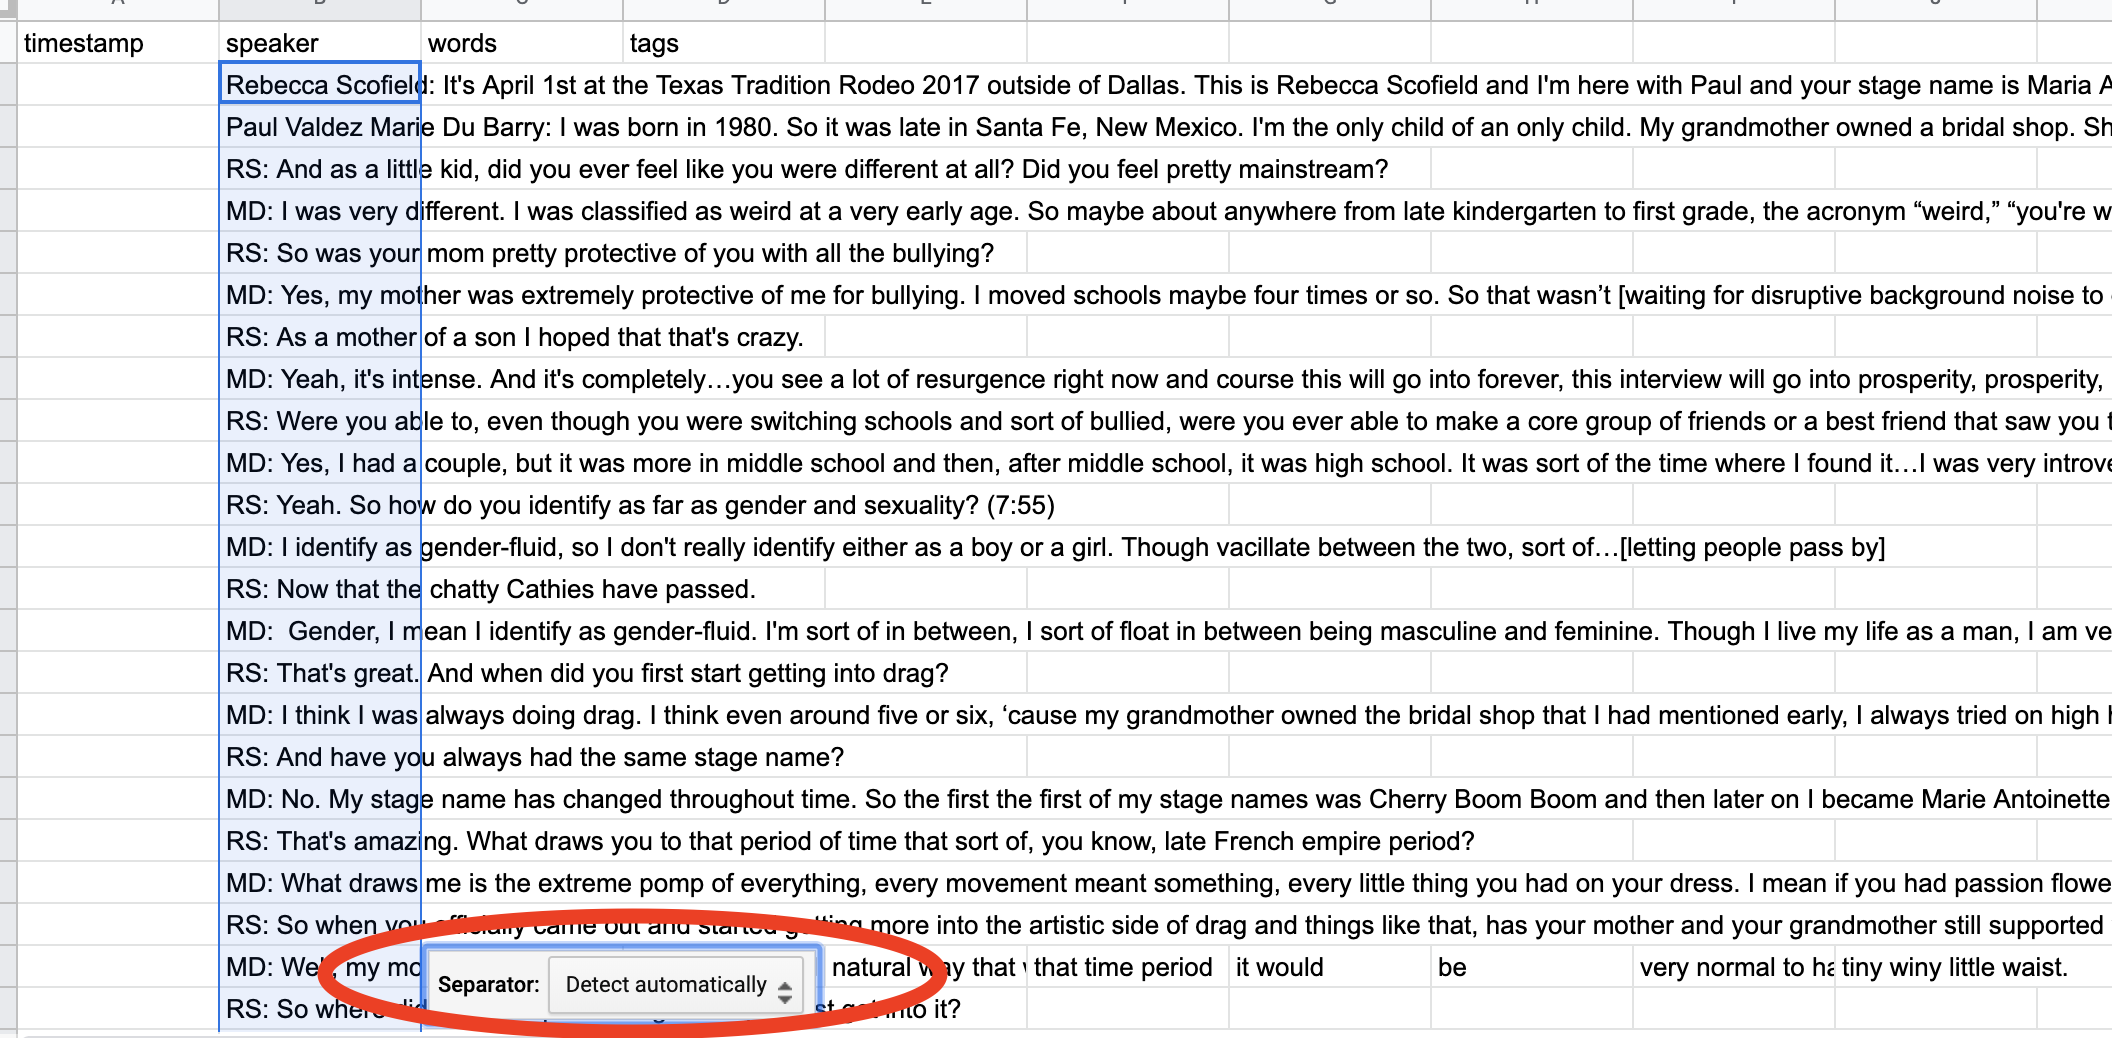 timestamp speaker words tags
Rebecca Scofield: It's April 1st at the Texas Tradition Rodeo 2017 outside of Dallas. This is Rebecca Scofield and I'm here with Paul and your stage name is Maria A
Paul Valdez Marie Du Barry: I was born in 1980. So it was late in Santa Fe, New Mexico. I'm the only child of an only child. My grandmother owned a bridal shop. Sh
RS: And as a little kid, did you ever feel like you were different at all? Did you feel pretty mainstream?
MD: I was very different. I was classified as weird at a very early age. So maybe about anywhere from late kindergarten to first grade, the acronym “weird,” “you're w
RS: So was your mom pretty protective of you with all the bullying?
MD: Yes, my mother was extremely protective of me for bullying. I moved schools maybe four times or so. So that wasn’t [waiting for disruptive background noise to
RS: As a mother of a son I hoped that that's crazy.
MD: Yeah, it's intense. And it's completely…you see a lot of resurgence right now and course this will go into forever, this interview will go into prosperity, prosperity,
RS: Were you able to, even though you were switching schools and sort of bullied, were you ever able to make a core group of friends or a best friend that saw you t
MD: Yes, I had a couple, but it was more in middle school and then, after middle school, it was high school. It was sort of the time where I found it…I was very introve
RS: Yeah. So how do you identify as far as gender and sexuality? (7:55)
MD: I identify as gender-fluid, so I don't really identify either as a boy or a girl. Though vacillate between the two, sort of…[letting people pass by]
RS: Now that the chatty Cathies have passed.
MD:  Gender, I mean I identify as gender-fluid. I'm sort of in between, I sort of float in between being masculine and feminine. Though I live my life as a man, I am ve
RS: That's great. And when did you first start getting into drag?
MD: I think I was always doing drag. I think even around five or six, ‘cause my grandmother owned the bridal shop that I had mentioned early, I always tried on high h
RS: And have you always had the same stage name?
MD: No. My stage name has changed throughout time. So the first the first of my stage names was Cherry Boom Boom and then later on I became Marie Antoinette
RS: That's amazing. What draws you to that period of time that sort of, you know, late French empire period?
MD: What draws me is the extreme pomp of everything, every movement meant something, every little thing you had on your dress. I mean if you had passion flowe
RS: So when you officially came out and started getting more into the artistic side of drag and things like that, has your mother and your grandmother still supported
MD: Well, my mo natural way that that time period it would be very normal to ha tiny winy little waist.
Separator: Detect automatically
RS: So where did st get into it?